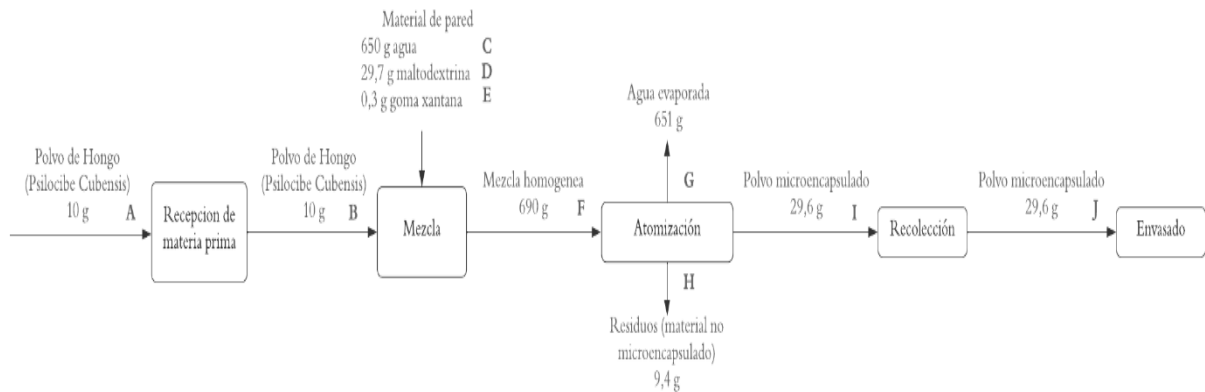 Material de pared
650 g agua C
29,7 g maltodextrina D
0,3 g goma xantana E
Agua evaporada
651 g
Polvo de Hongo
(Psilocibe Cubensis)
10 g A
Recepcion de
materia prima
Polvo de Hongo
(Psilocibe Cubensis)
10 g B
Mezcla
Mezcla homogenea
690 g F
G
Atomización
H
Residuos (material no
microencapsulado)
9,4 g
Polvo microencapsulado
29,6 g I
Recolección
Polvo microencapsulado
29,6 g J
Envasado